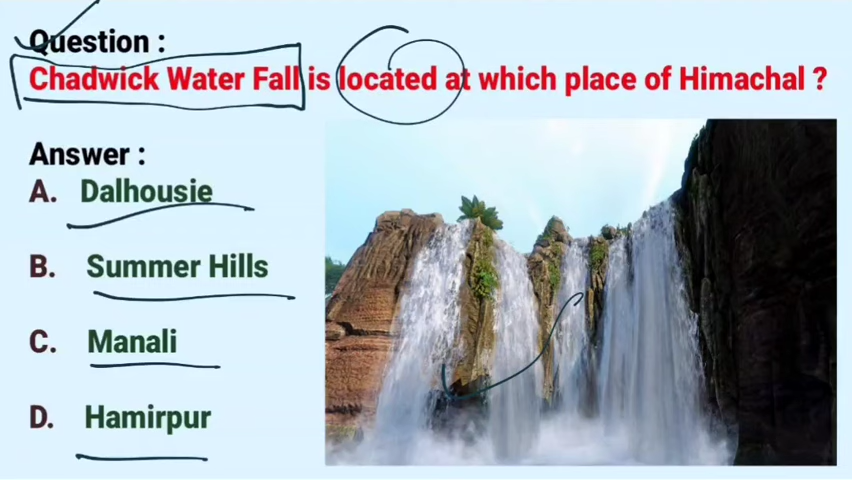 Question :
Chadwick Water Fall is located at which place of Himachal ?
Answer :
A. Dalhousie
B. Summer Hills
C. Manali
D. Hamirpur